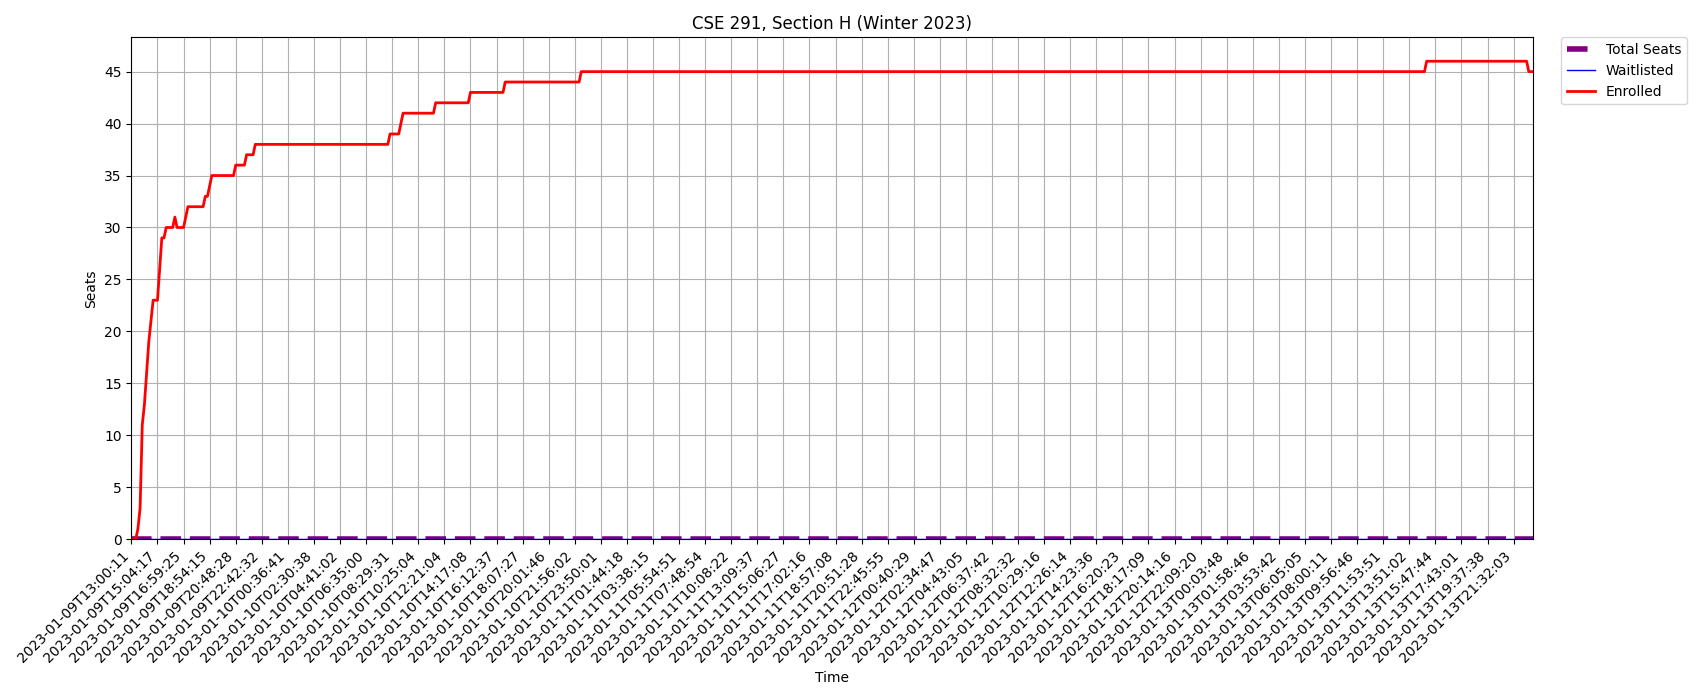 CSE 291, Section H (Winter 2023)
Total Seats
Waitlisted
Enrolled
Seats
45
40
35
30
25
20
15
10
5
0
2023-01-09T13:00:11
2023-01-09T15:04:17
2023-01-09T16:59:25
2023-01-09T18:54:15
2023-01-09T20:48:28
2023-01-09T22:42:32
2023-01-10T00:36:41
2023-01-10T02:30:38
2023-01-10T04:41:02
2023-01-10T06:35:00
2023-01-10T08:29:31
2023-01-10T10:25:04
2023-01-10T12:21:04
2023-01-10T14:17:08
2023-01-10T16:12:37
2023-01-10T18:07:27
2023-01-10T20:01:46
2023-01-10T21:56:02
2023-01-10T23:50:01
2023-01-11T01:44:18
2023-01-11T03:38:15
2023-01-11T05:54:51
2023-01-11T07:48:54
2023-01-11T10:08:22
2023-01-11T13:09:37
2023-01-11T15:06:27
2023-01-11T17:02:16
2023-01-11T18:57:08
2023-01-11T20:51:28
2023-01-11T22:45:55
2023-01-12T00:40:29
2023-01-12T02:34:47
2023-01-12T04:43:05
2023-01-12T06:37:42
2023-01-12T08:32:32
2023-01-12T10:29:16
2023-01-12T12:26:14
2023-01-12T14:23:36
2023-01-12T16:20:23
2023-01-12T18:17:09
2023-01-12T20:14:16
2023-01-12T22:09:20
2023-01-13T00:03:48
2023-01-13T01:58:46
2023-01-13T03:53:42
2023-01-13T06:05:05
2023-01-13T08:00:11
2023-01-13T09:56:46
2023-01-13T11:53:51
2023-01-13T13:51:02
2023-01-13T15:47:44
2023-01-13T17:43:01
2023-01-13T19:37:38
2023-01-13T21:32:03
Time